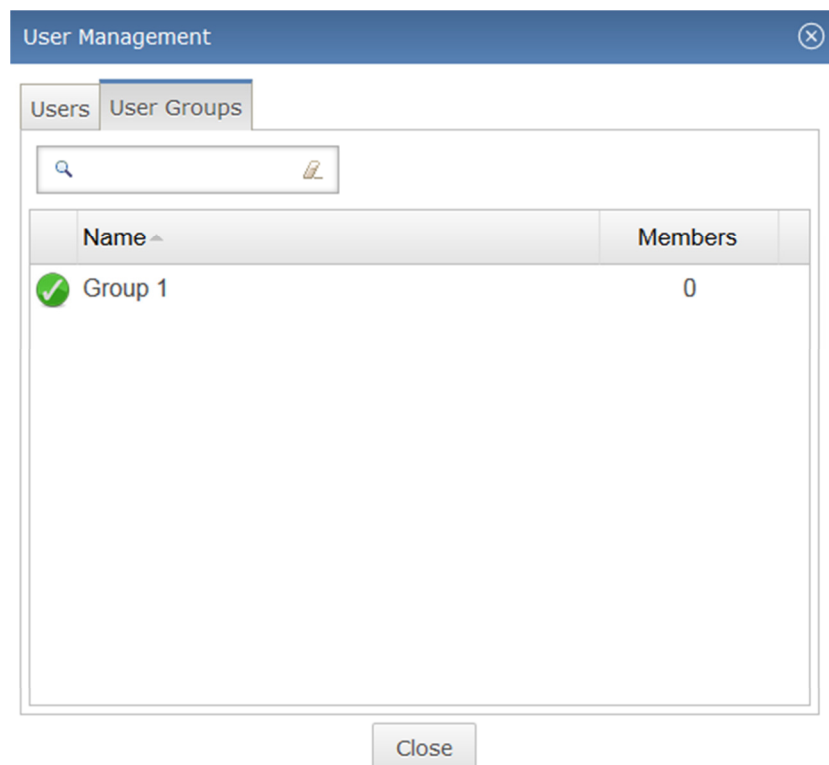 User Management
Users User Groups
Name Members
Group 1 0
Close